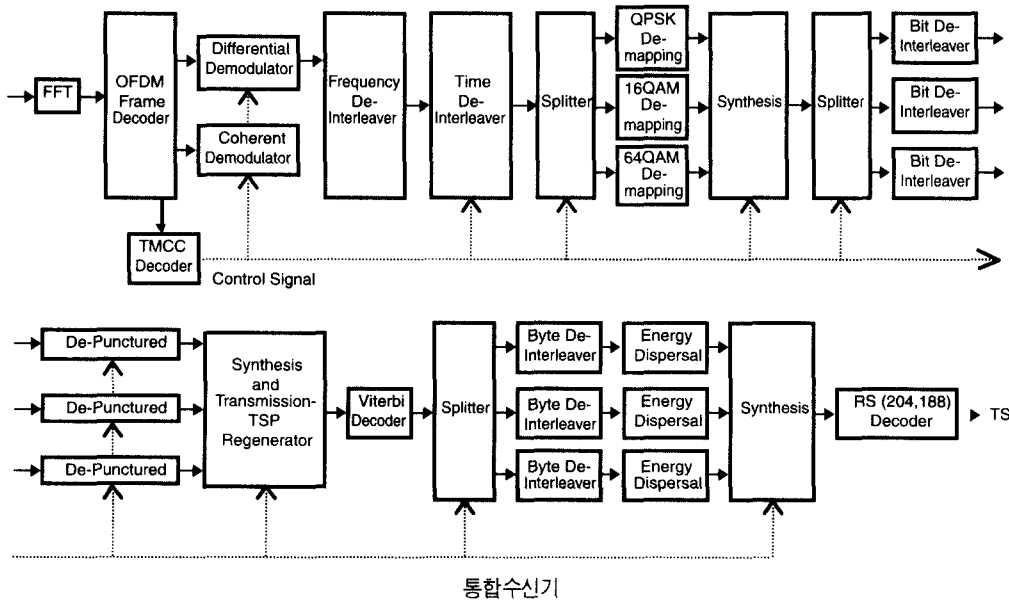 FFT
OFDM
Frame
Decoder
Differential
Demodulator
Coherent
Demodulator
TMCC
Decoder
Control Signal
Frequency
De-
Interleaver
Time
De-
Interleaver
Splitter
QPSK
De-
mapping
16QAM
De-
mapping
64QAM
De-
mapping
Synthesis
Splitter
Bit De-
Interleaver
Bit De-
Interleaver
Bit De-
Interleaver
De-Punctured
De-Punctured
De-Punctured
Synthesis
and
Transmission-
TSP
Regenerator
Viterbi
Decoder
Splitter
Byte De-
Interleaver
Byte De-
Interleaver
Byte De-
Interleaver
Energy
Dispersal
Energy
Dispersal
Energy
Dispersal
Synthesis
RS (204,188)
Decoder
TS
통합수신기